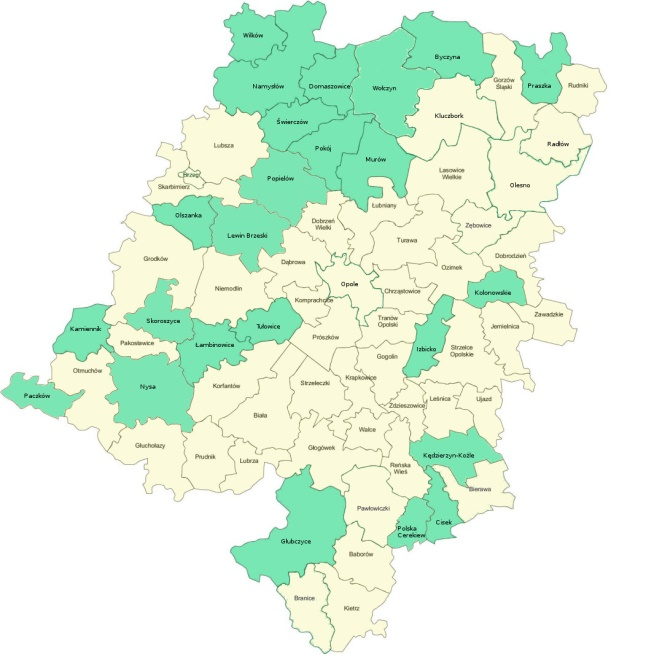 Wilków
Byczyna
Namysłów
Domaszowice
Wołczyn
Gorzów
Śląski
Praszka
Rudniki
Kluczbork
Świerczów
Radłów
Lubsza
Pokój
Murów
Lasowice
Wielkie
Brzeg
Popielów
Skarbimierz
Olesno
Olszanka
Lubniany
Lewin Brzeski
Dobrzeń
Wielki
Zębowice
Turawa
Grodków
Dąbrowa
Ozimek
Dobrodzień
Niemodlin
Opole
Chrząstowice
Kolonowskie
Komprachcice
Skoroszyce
Tranów
Opolski
Zawadzkie
Kamiennik
Tułowice
Jemielnica
Pakosławice
Łambinowice
Prószków
Izbicko
Strzelce
Opolskie
Gogolin
Otmuchów
Nysa
Korfantów
Strzeleczki
Krapkowice
Paczków
Leśnica
Ujazd
Zdzieszowice
Biała
Walce
Głuchołazy
Głogówek
Prudnik
Lubrza
Kędzierzyn-Koźle
Reńska
Wieś
Bierawa
Pawłowiczki
Cisek
Polska
Cerekiew
Głubczyce
Baborów
Branice
Kietrz